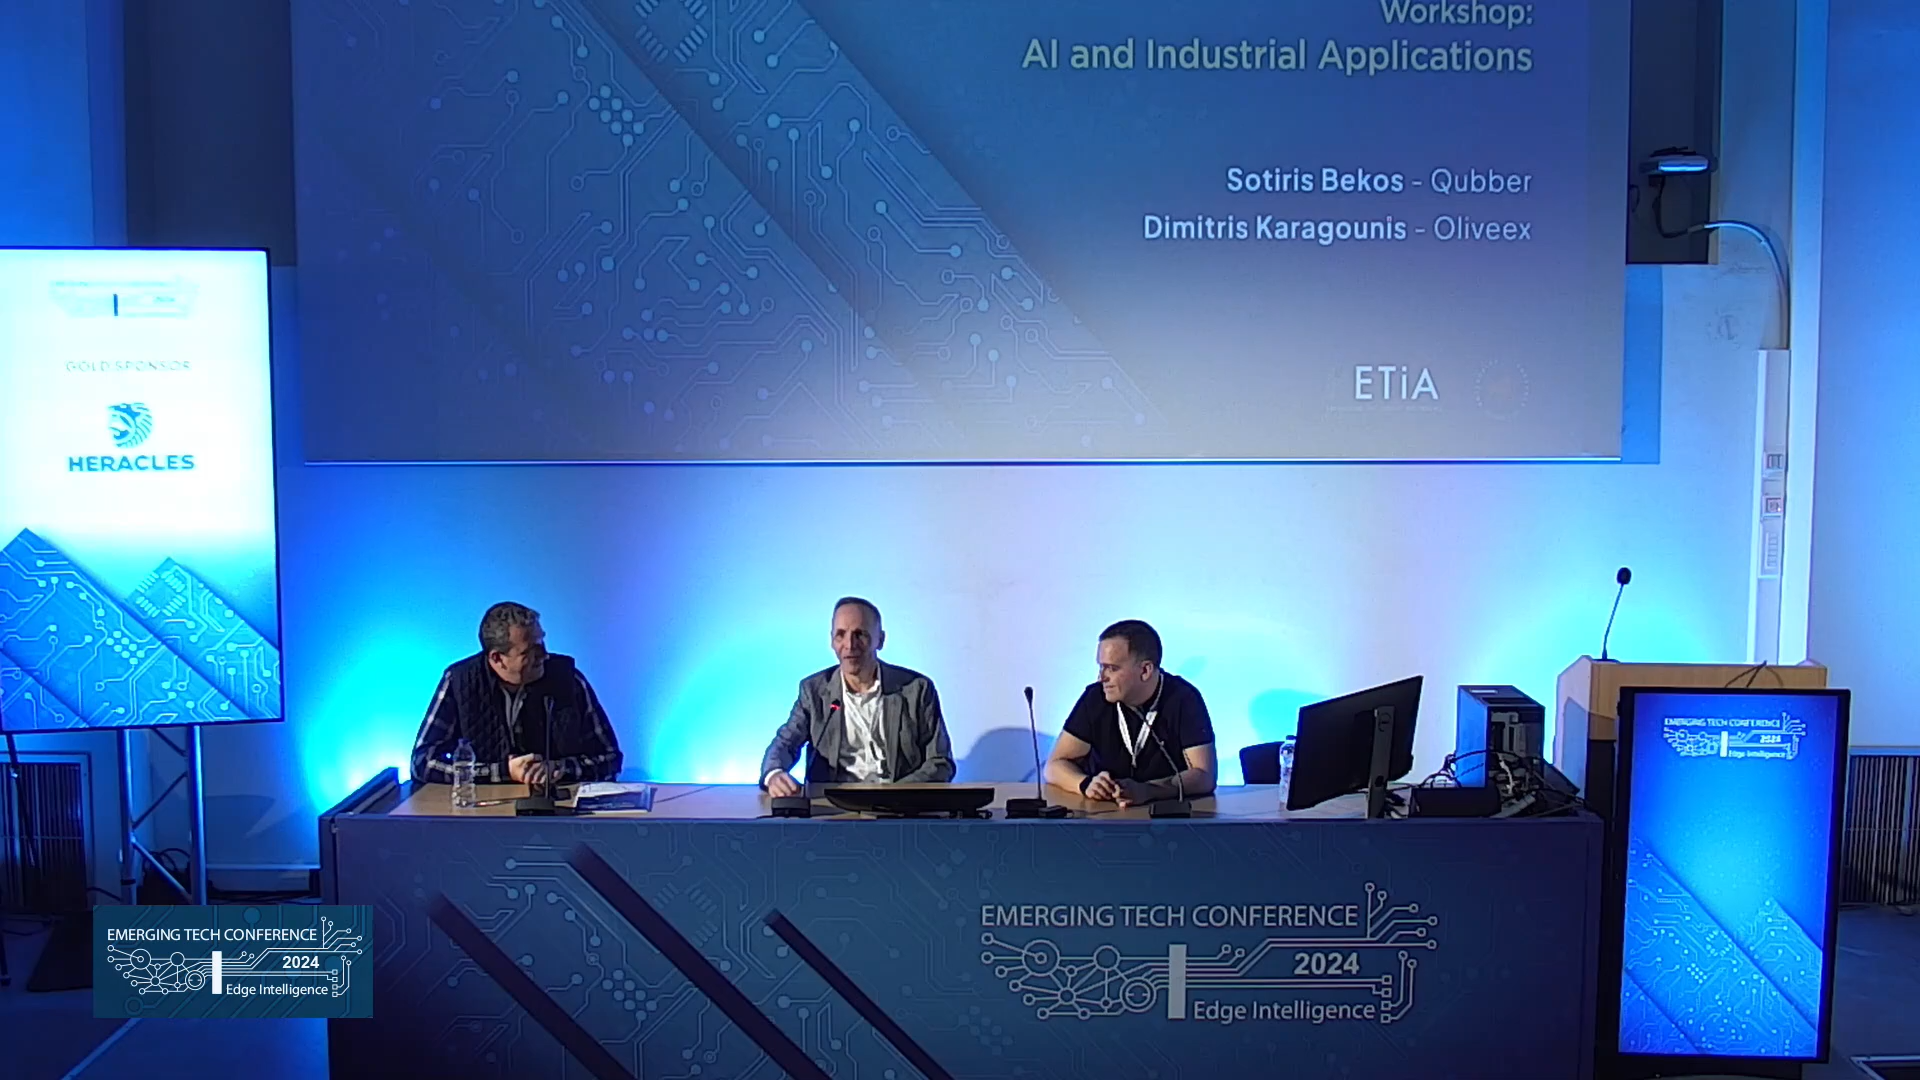 Workshop:
AI and Industrial Applications
Sotiris Bekos - Qubber
Dimitris Karagounis - Oliveex
ETiA
GOLD SPONSOR
HERACLES
EMERGING TECH CONFERENCE
2024
Edge Intelligence
EMERGING TECH CONFERENCE
2024
Edge Intelligence
EMERGING TECH CONFERENCE
2024
Edge Intelligence